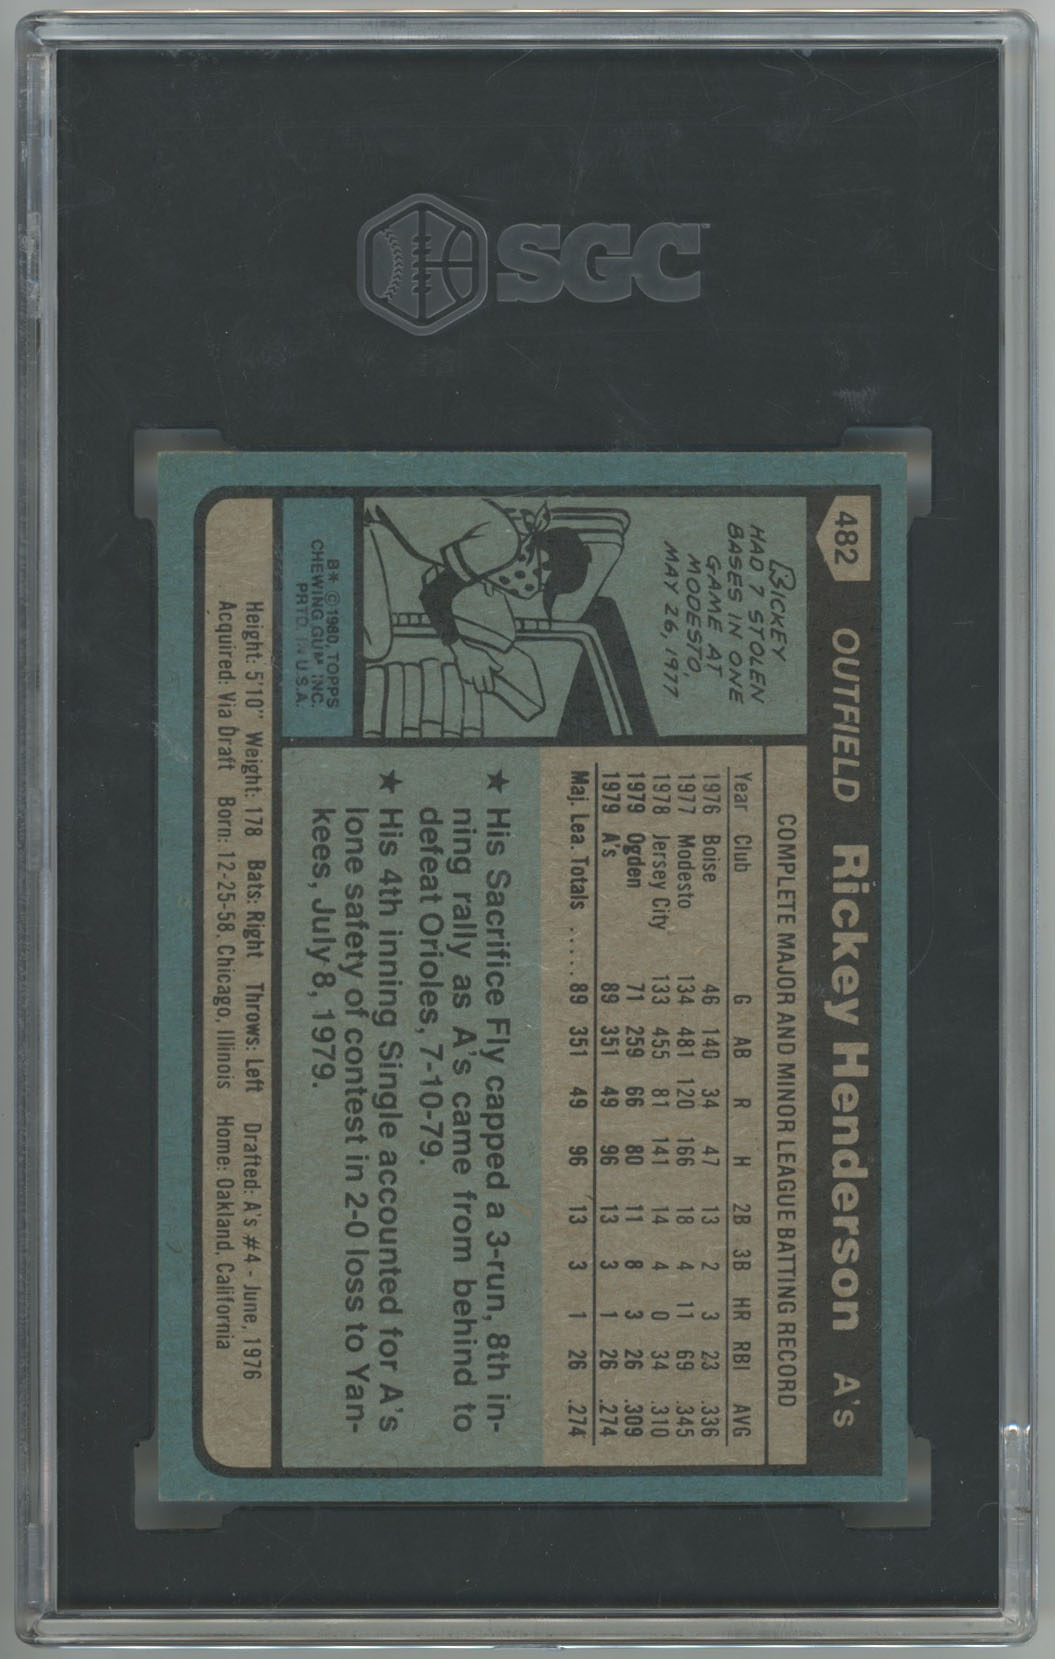 SGC
482 OUTFIELD Rickey Henderson A's
RICKEY
HAD 7 STOLEN
BASES IN ONE
GAME AT
MODESTO,
MAY 26, 1977
B* ©1980, TOPPS
CHEWING GUM, INC.
PRTD. IN U.S.A.
COMPLETE MAJOR AND MINOR LEAGUE BATTING RECORD
Year Club G AB R H 2B 3B HR RBI AVG
1976 Boise 46 140 34 47 13 2 3 23 .336
1977 Modesto 134 481 120 166 18 4 11 69 .345
1978 Jersey City 133 455 81 141 14 4 0 34 .310
1979 Ogden 71 259 66 80 11 8 3 26 .309
1979 A's 89 351 49 96 13 3 1 26 .274
Maj. Lea. Totals ..... 89 351 49 96 13 3 1 26 .274
★ His Sacrifice Fly capped a 3-run, 8th in-
ning rally as A's came from behind to
defeat Orioles, 7-10-79.
★ His 4th inning Single accounted for A's
lone safety of contest in 2-0 loss to Yan-
kees, July 8, 1979.
Height: 5'10" Weight: 178 Bats: Right Throws: Left Drafted: A's #4 - June, 1976
Acquired: Via Draft Born: 12-25-58, Chicago, Illinois Home: Oakland, California